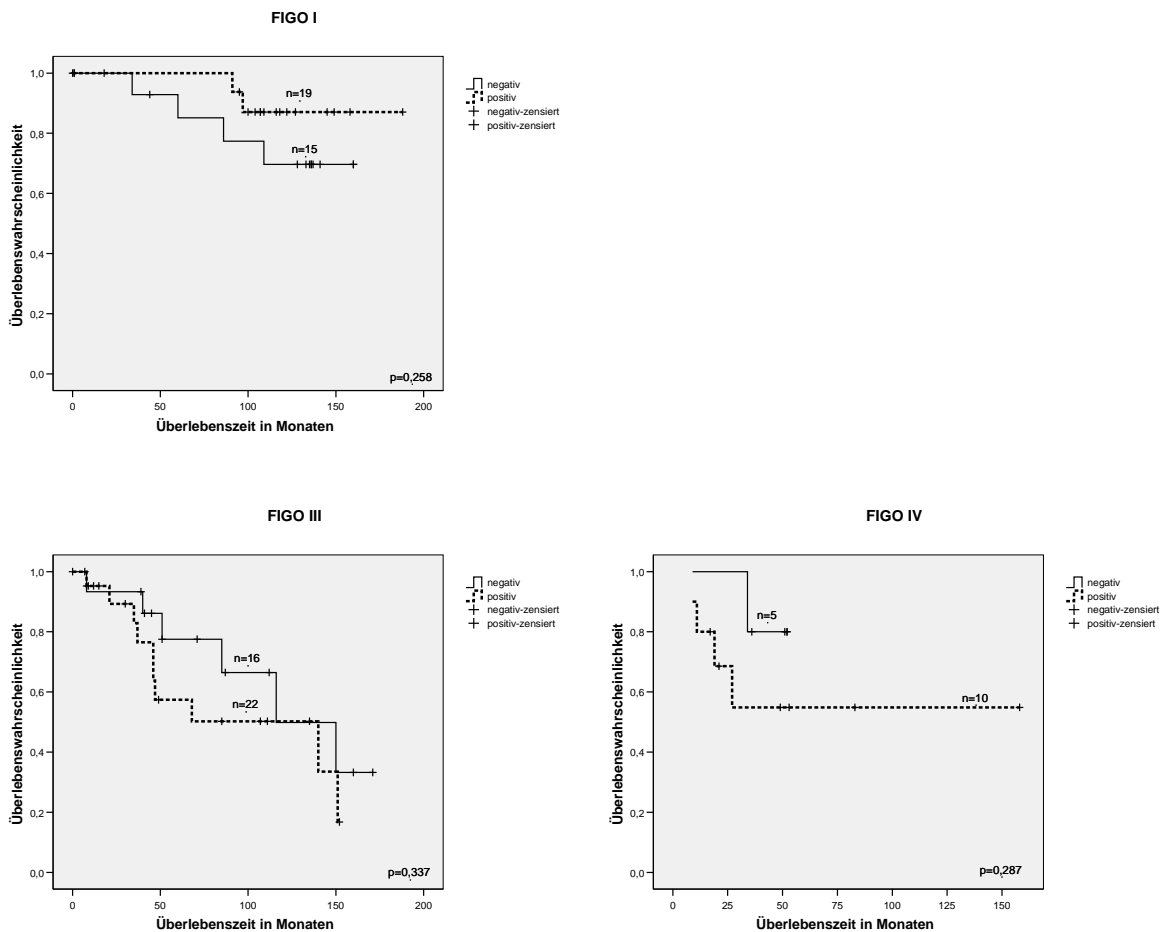 FIGO I
Überlebenswahrscheinlichkeit
1,0
0,8
0,6
0,4
0,2
0,0
n=19
n=15
p=0,258
0 50 100 150 200
Überlebenszeit in Monaten
negativ
positiv
negativ-zensiert
positiv-zensiert
FIGO III
Überlebenswahrscheinlichkeit
1,0
0,8
0,6
0,4
0,2
0,0
n=16
n=22
p=0,337
0 50 100 150 200
Überlebenszeit in Monaten
negativ
positiv
negativ-zensiert
positiv-zensiert
FIGO IV
Überlebenswahrscheinlichkeit
1,0
0,8
0,6
0,4
0,2
0,0
n=5
n=10
p=0,287
0 25 50 75 100 125 150
Überlebenszeit in Monaten
negativ
positiv
negativ-zensiert
positiv-zensiert